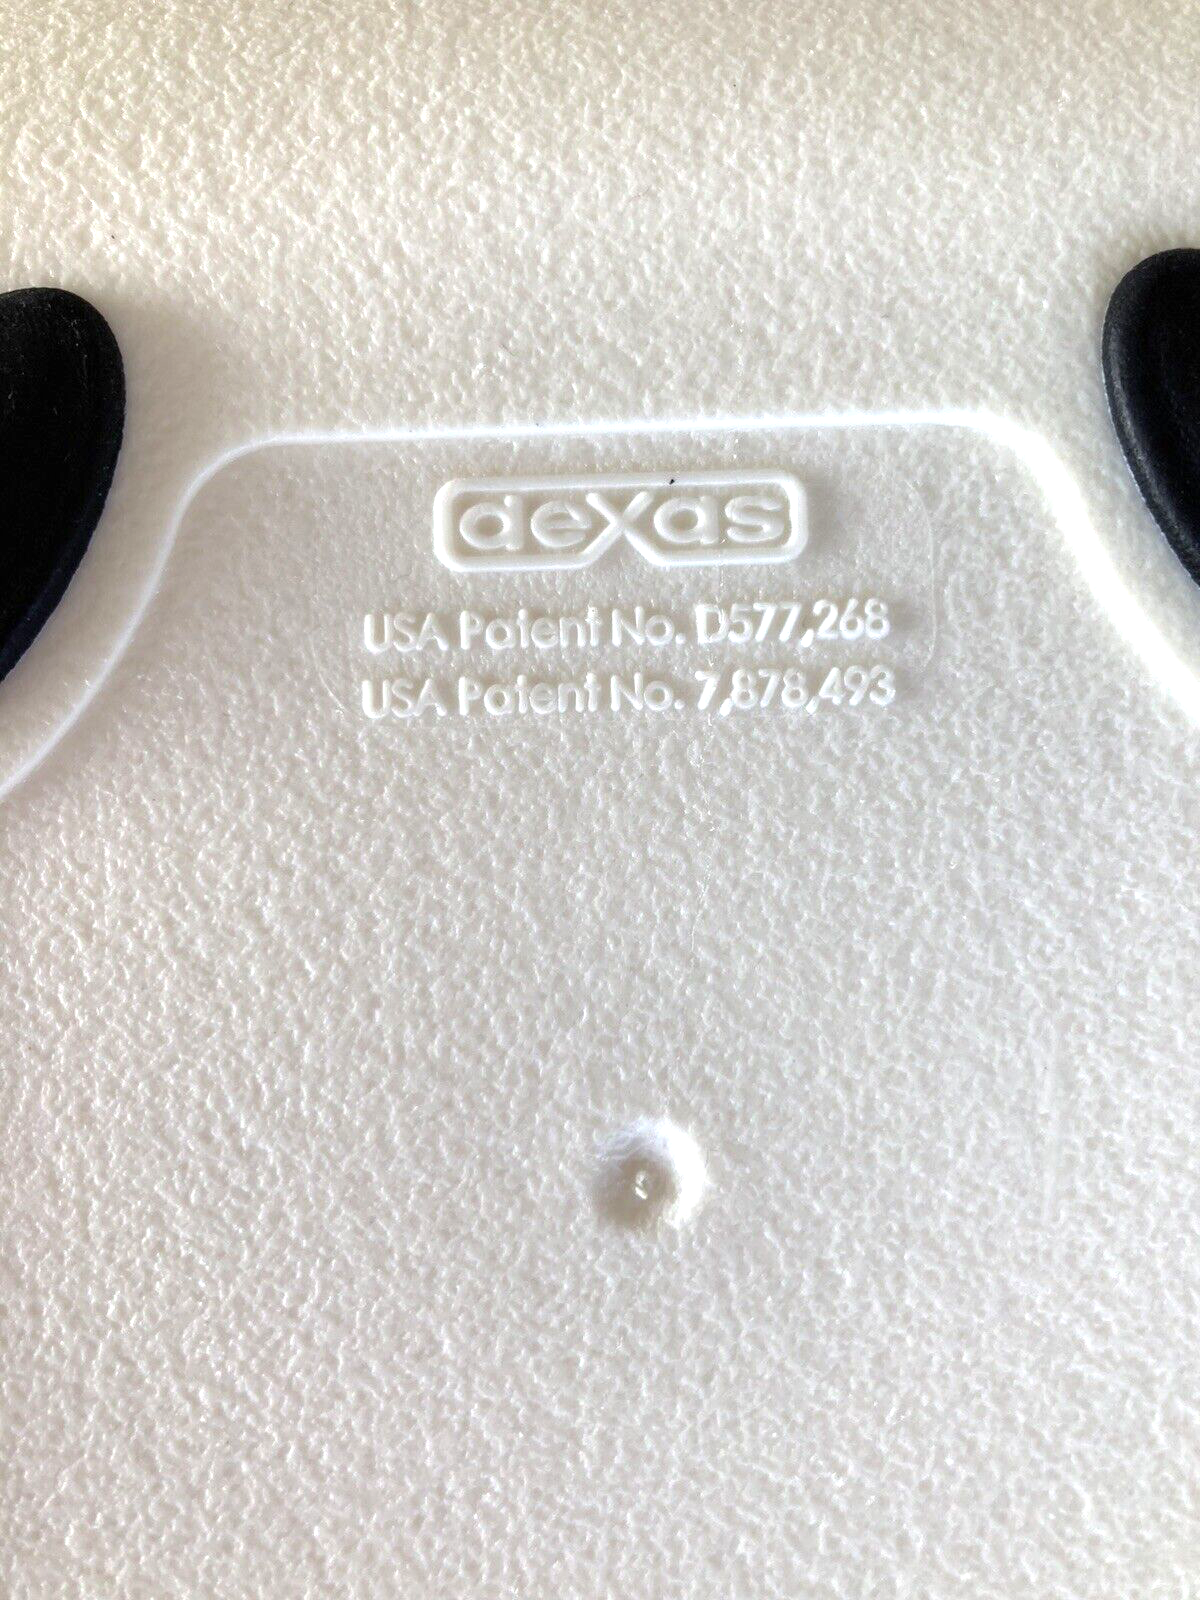 dexas
USA Patent No. D577,268
USA Patent No. 7,878,493